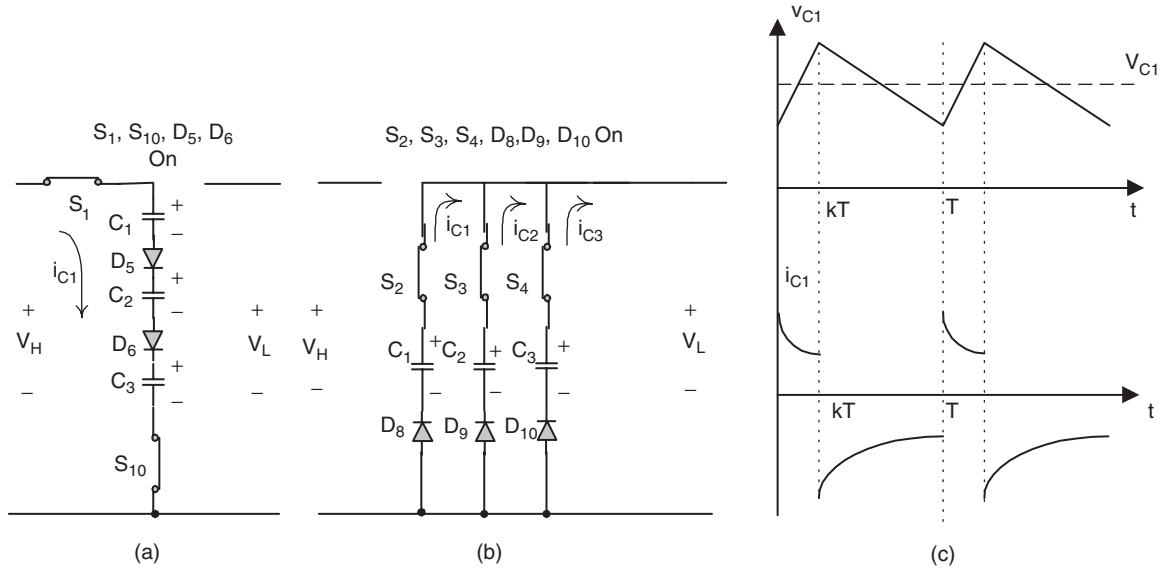 S1, S10, D5, D6
On
S1
C1
+
−
D5
iC1
C2
+
−
D6
C3
+
−
S10
+
VH
−
+
VL
−
(a)
S2, S3, S4, D8,D9, D10 On
iC1
iC2
iC3
S2
S3
S4
+
VH
−
C1
+
−
C2
+
−
C3
+
−
+
VL
−
D8
D9
D10
(b)
vC1
VC1
kT
T
t
iC1
kT
T
t
(c)